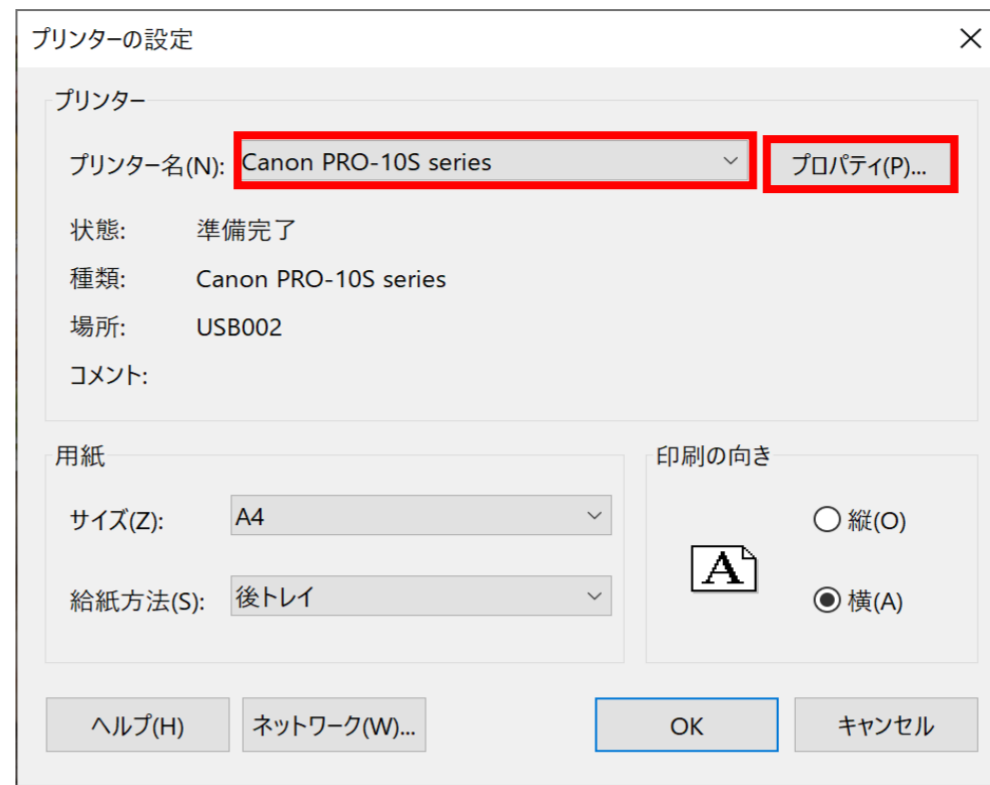 プリンターの設定
プリンター
プリンター名(N): Canon PRO-10S series プロパティ(P)...
状態: 準備完了
種類: Canon PRO-10S series
場所: USB002
コメント:
用紙
サイズ(Z): A4
給紙方法(S): 後トレイ
印刷の向き
A
縦(O)
横(A)
ヘルプ(H) ネットワーク(W)... OK キャンセル